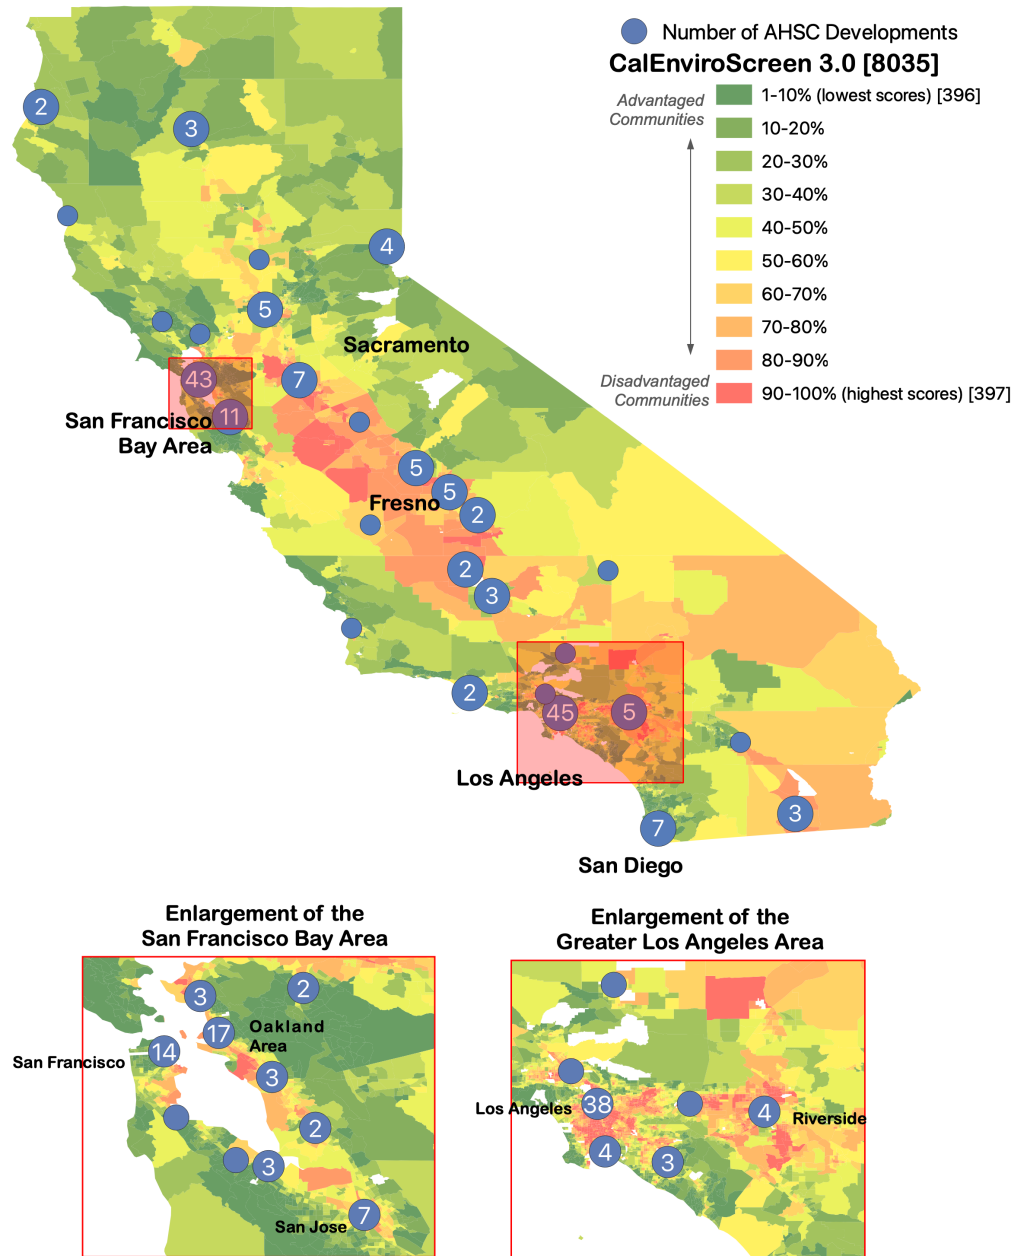 Number of AHSC Developments
CalEnviroScreen 3.0 [8035]
Advantaged
Communities
1-10% (lowest scores) [396]
10-20%
20-30%
30-40%
40-50%
50-60%
60-70%
70-80%
80-90%
Disadvantaged
Communities
90-100% (highest scores) [397]
2
3
4
5
Sacramento
43
7
11
San Francisco
Bay Area
5
5
Fresno
2
2
3
2
45
5
Los Angeles
3
7
San Diego
Enlargement of the
San Francisco Bay Area
3
2
17
Oakland
Area
14
San Francisco
3
2
3
7
San Jose
Enlargement of the
Greater Los Angeles Area
38
Los Angeles
4
Riverside
4
3